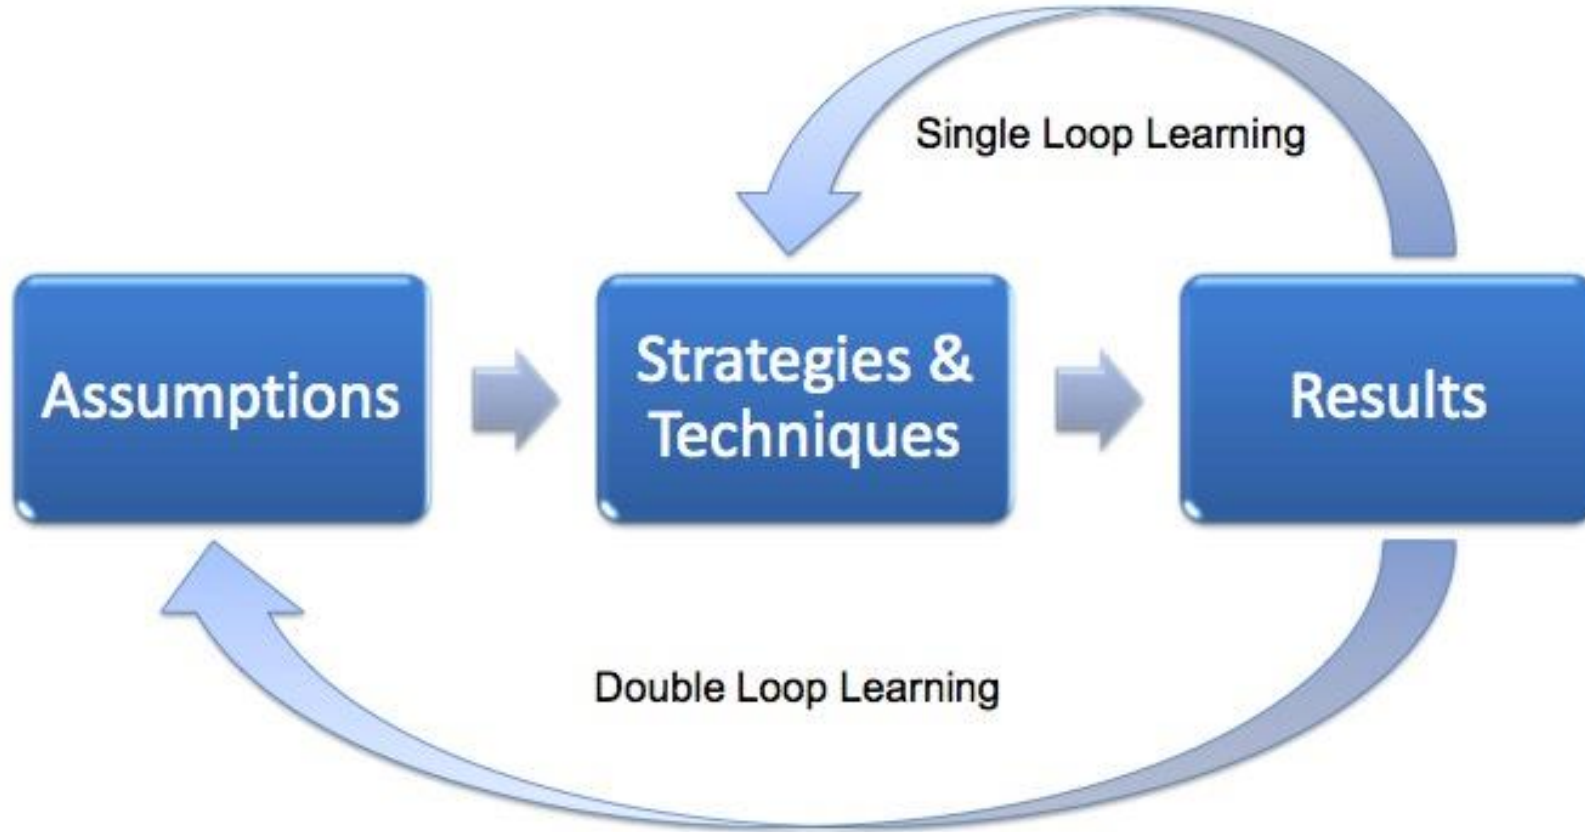 Single Loop Learning
Assumptions
Strategies &
Techniques
Results
Double Loop Learning